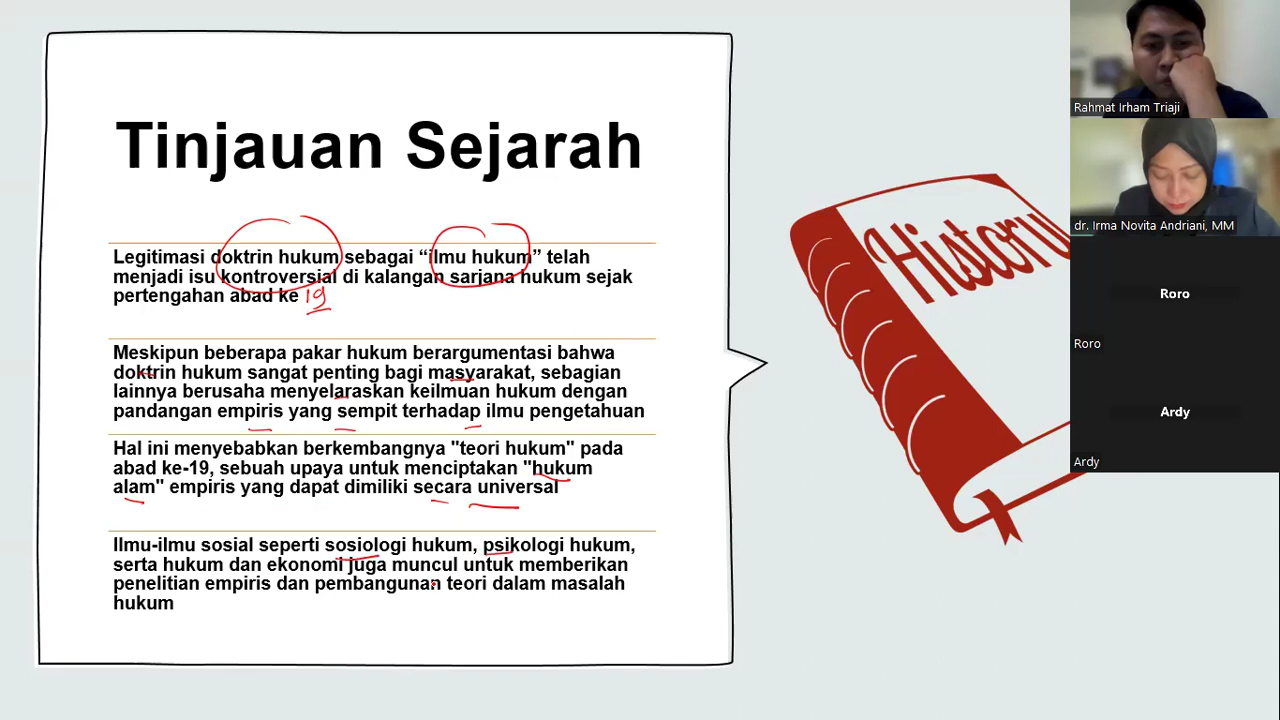 Tinjauan Sejarah
Legitimasi doktrin hukum sebagai “ilmu hukum” telah
menjadi isu kontroversial di kalangan sarjana hukum sejak
pertengahan abad ke 19
Meskipun beberapa pakar hukum berargumentasi bahwa
doktrin hukum sangat penting bagi masyarakat, sebagian
lainnya berusaha menyelaraskan keilmuan hukum dengan
pandangan empiris yang sempit terhadap ilmu pengetahuan
Hal ini menyebabkan berkembangnya "teori hukum" pada
abad ke-19, sebuah upaya untuk menciptakan "hukum
alam" empiris yang dapat dimiliki secara universal
Ilmu-ilmu sosial seperti sosiologi hukum, psikologi hukum,
serta hukum dan ekonomi juga muncul untuk memberikan
penelitian empiris dan pembangunan teori dalam masalah
hukum
History
Rahmat Irham Triaji
dr. Irma Novita Andriani, MM
Roro
Roro
Ardy
Ardy